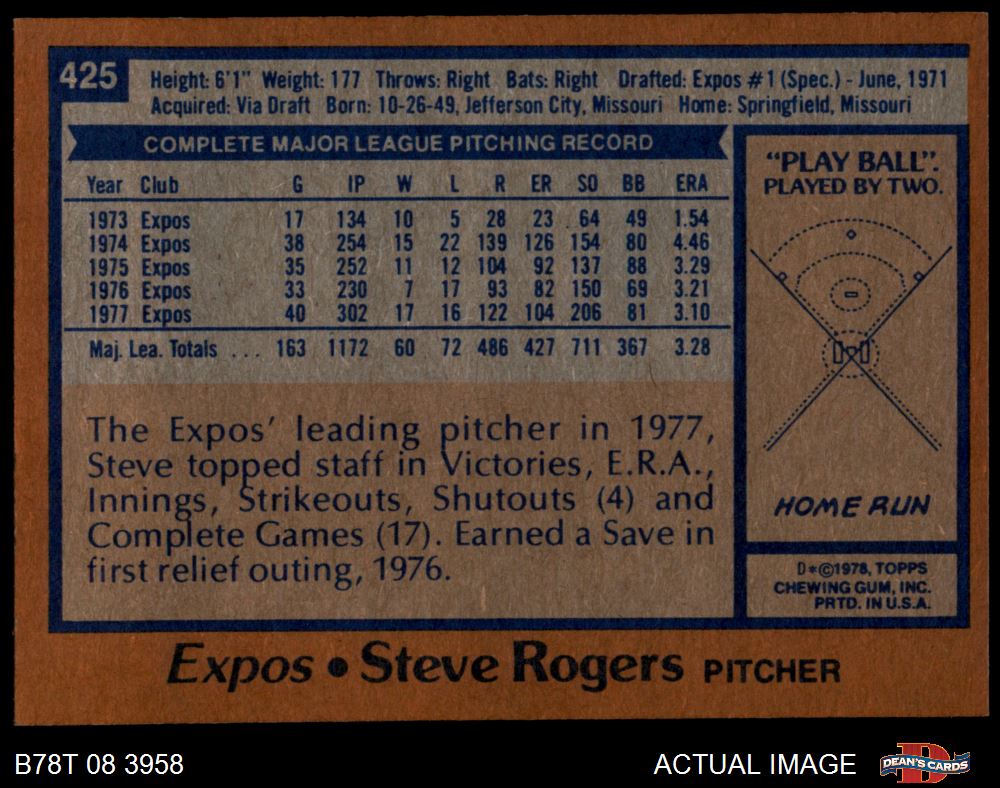 425
Height: 6'1" Weight: 177 Throws: Right Bats: Right Drafted: Expos #1 (Spec.) - June, 1971
Acquired: Via Draft Born: 10-26-49, Jefferson City, Missouri Home: Springfield, Missouri
COMPLETE MAJOR LEAGUE PITCHING RECORD
Year Club G IP W L R ER SO BB ERA
1973 Expos 17 134 10 5 28 23 64 49 1.54
1974 Expos 38 254 15 22 139 126 154 80 4.46
1975 Expos 35 252 11 12 104 92 137 88 3.29
1976 Expos 33 230 7 17 93 82 150 69 3.21
1977 Expos 40 302 17 16 122 104 206 81 3.10
Maj. Lea. Totals ... 163 1172 60 72 486 427 711 367 3.28
The Expos' leading pitcher in 1977,
Steve topped staff in Victories, E.R.A.,
Innings, Strikeouts, Shutouts (4) and
Complete Games (17). Earned a Save in
first relief outing, 1976.
"PLAY BALL".
PLAYED BY TWO.
HOME RUN
D*©1978, TOPPS
CHEWING GUM, INC.
PRTD. IN U.S.A.
Expos • Steve Rogers PITCHER
B78T 08 3958
ACTUAL IMAGE
D
DEAN'S CARDS